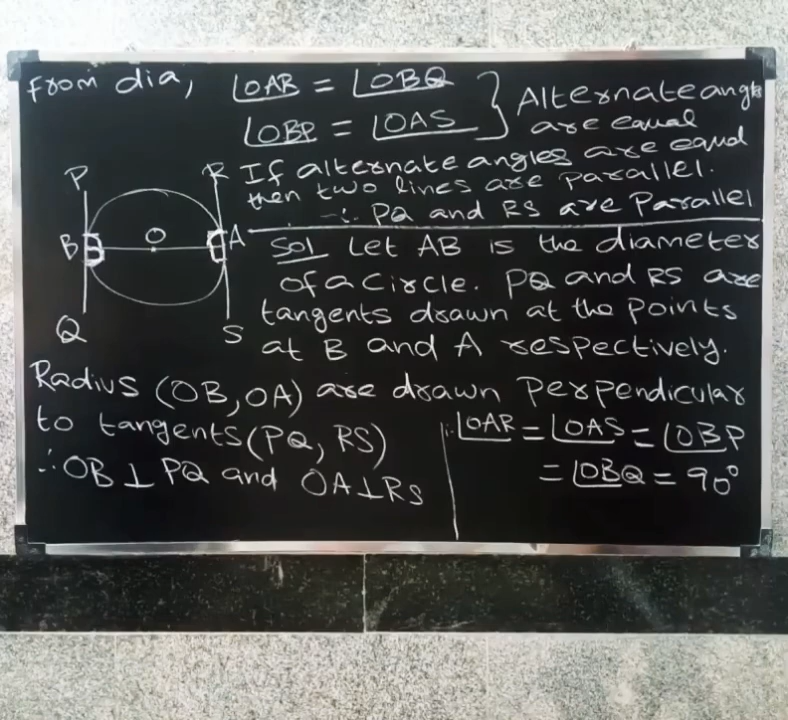 From dia, ∠OAR = ∠OBQ } Alternate angles
∠OBP = ∠OAS } are equal
If alternate angles are equal
then two lines are parallel.
∴ PQ and RS are Parallel
P R
B O A
Q S
Sol Let AB is the diameter
of a Circle. PQ and RS are
tangents drawn at the points
at B and A respectively.
Radius (OB, OA) are drawn Perpendicular
to tangents (PQ, RS)
∴ OB ⊥ PQ and OA ⊥ RS
∴ ∠OAR = ∠OAS = ∠OBP
= ∠OBQ = 90°